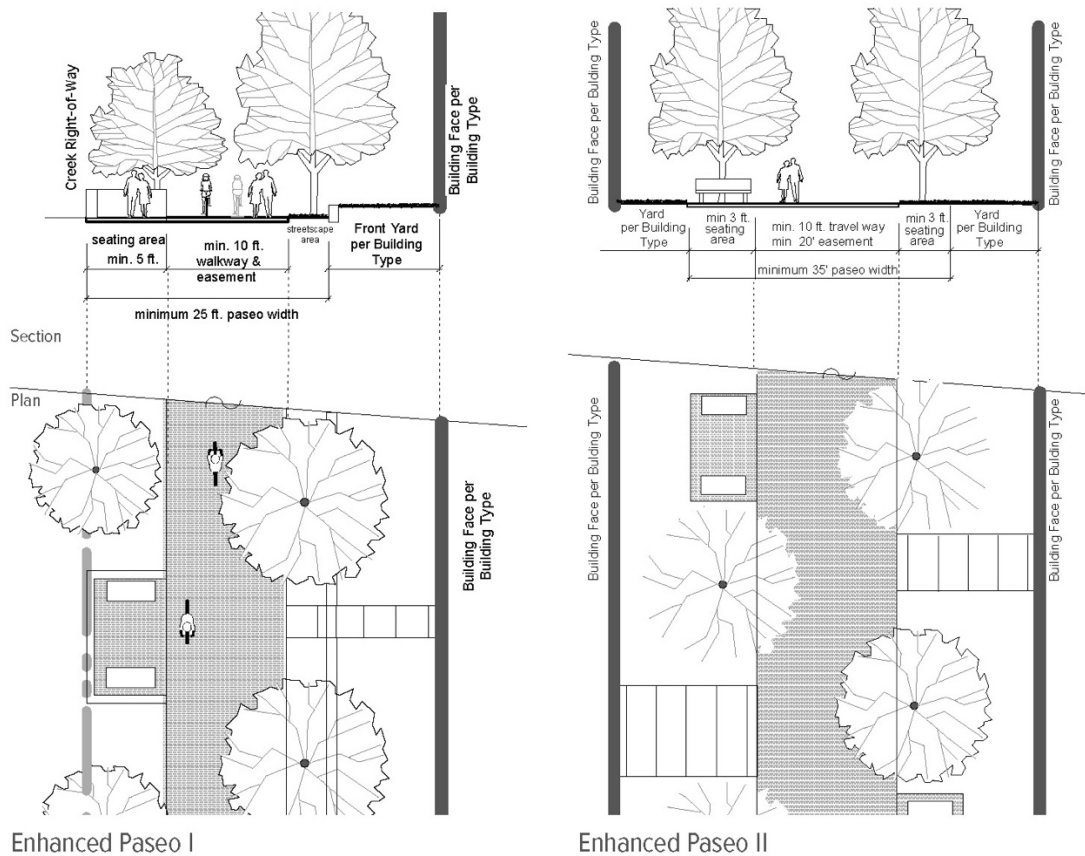 Creek Right-of-Way
Building Face per
Building Type
seating area
min. 5 ft.
min. 10 ft.
walkway &
easement
streetscape
area
Front Yard
per Building
Type
minimum 25 ft. paseo width
Section
Plan
Building Face per
Building Type
Enhanced Paseo I
Building Face per Building Type
Building Face per Building Type
Yard
per Building
Type
min 3 ft.
seating
area
min. 10 ft. travel way
min 20' easement
min 3 ft.
seating
area
Yard
per Building
Type
minimum 35' paseo width
Building Face per Building Type
Building Face per Building Type
Enhanced Paseo II